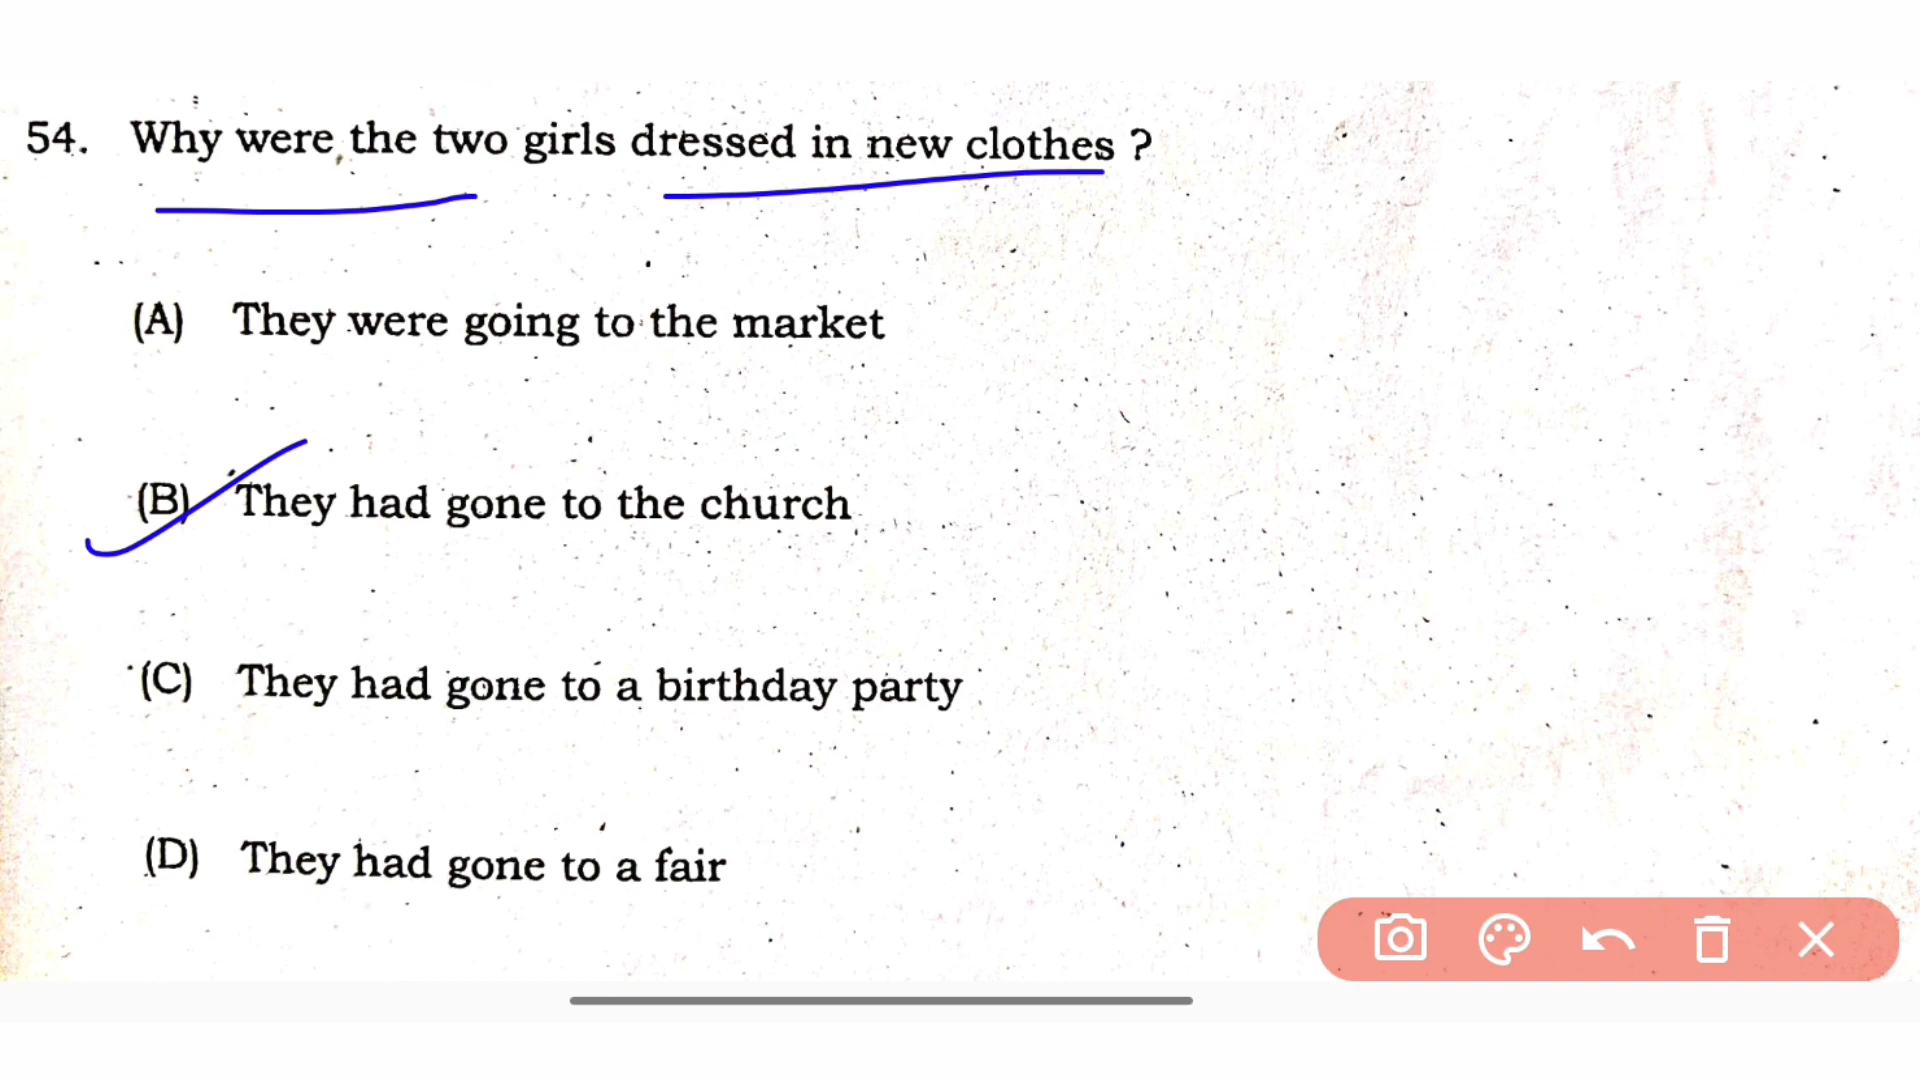 54. Why were the two girls dressed in new clothes ?
(A) They were going to the market
(B) They had gone to the church
(C) They had gone to a birthday party
(D) They had gone to a fair